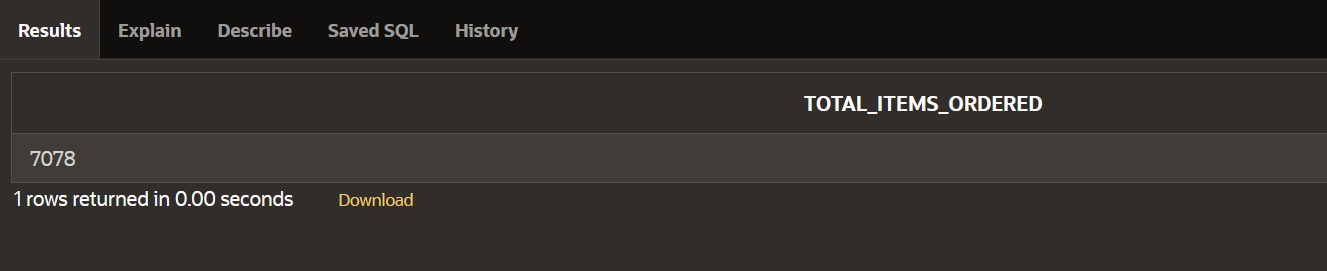 Results Explain Describe Saved SQL History
TOTAL_ITEMS_ORDERED
7078
1 rows returned in 0.00 seconds Download